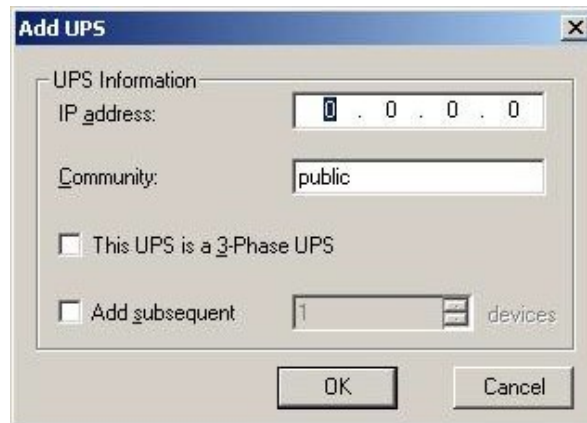 Add UPS
UPS Information
IP address: 0 . 0 . 0 . 0
Community: public
This UPS is a 3-Phase UPS
Add subsequent 1 devices
OK Cancel